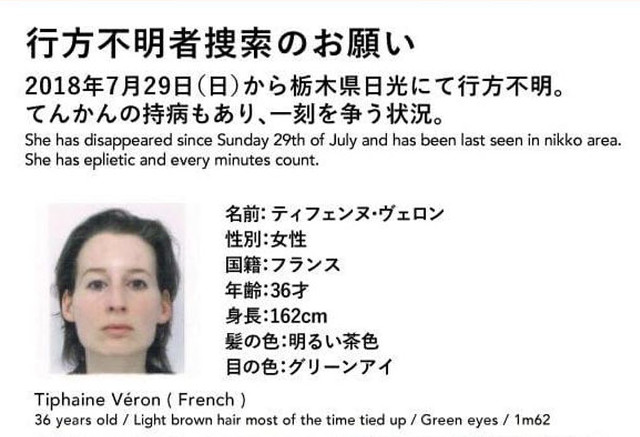 行方不明者捜索のお願い
2018年7月29日（日）から栃木県日光にて行方不明。
てんかんの持病もあり、一刻を争う状況。
She has disappeared since Sunday 29th of July and has been last seen in nikko area.
She has eplietic and every minutes count.
名前：ティフェンヌ・ヴェロン
性別：女性
国籍：フランス
年齢：36才
身長：162cm
髪の色：明るい茶色
目の色：グリーンアイ
Tiphaine Véron ( French )
36 years old / Light brown hair most of the time tied up / Green eyes / 1m62